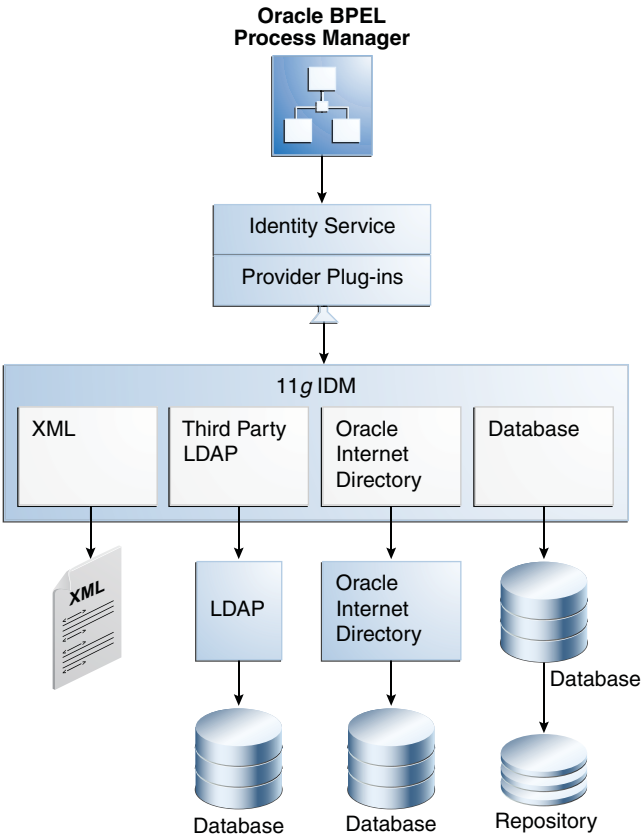 Oracle BPEL
Process Manager
Identity Service
Provider Plug-ins
11g IDM
XML
Third Party
LDAP
Oracle
Internet
Directory
Database
XML
LDAP
Oracle
Internet
Directory
Database
Database
Database
Repository